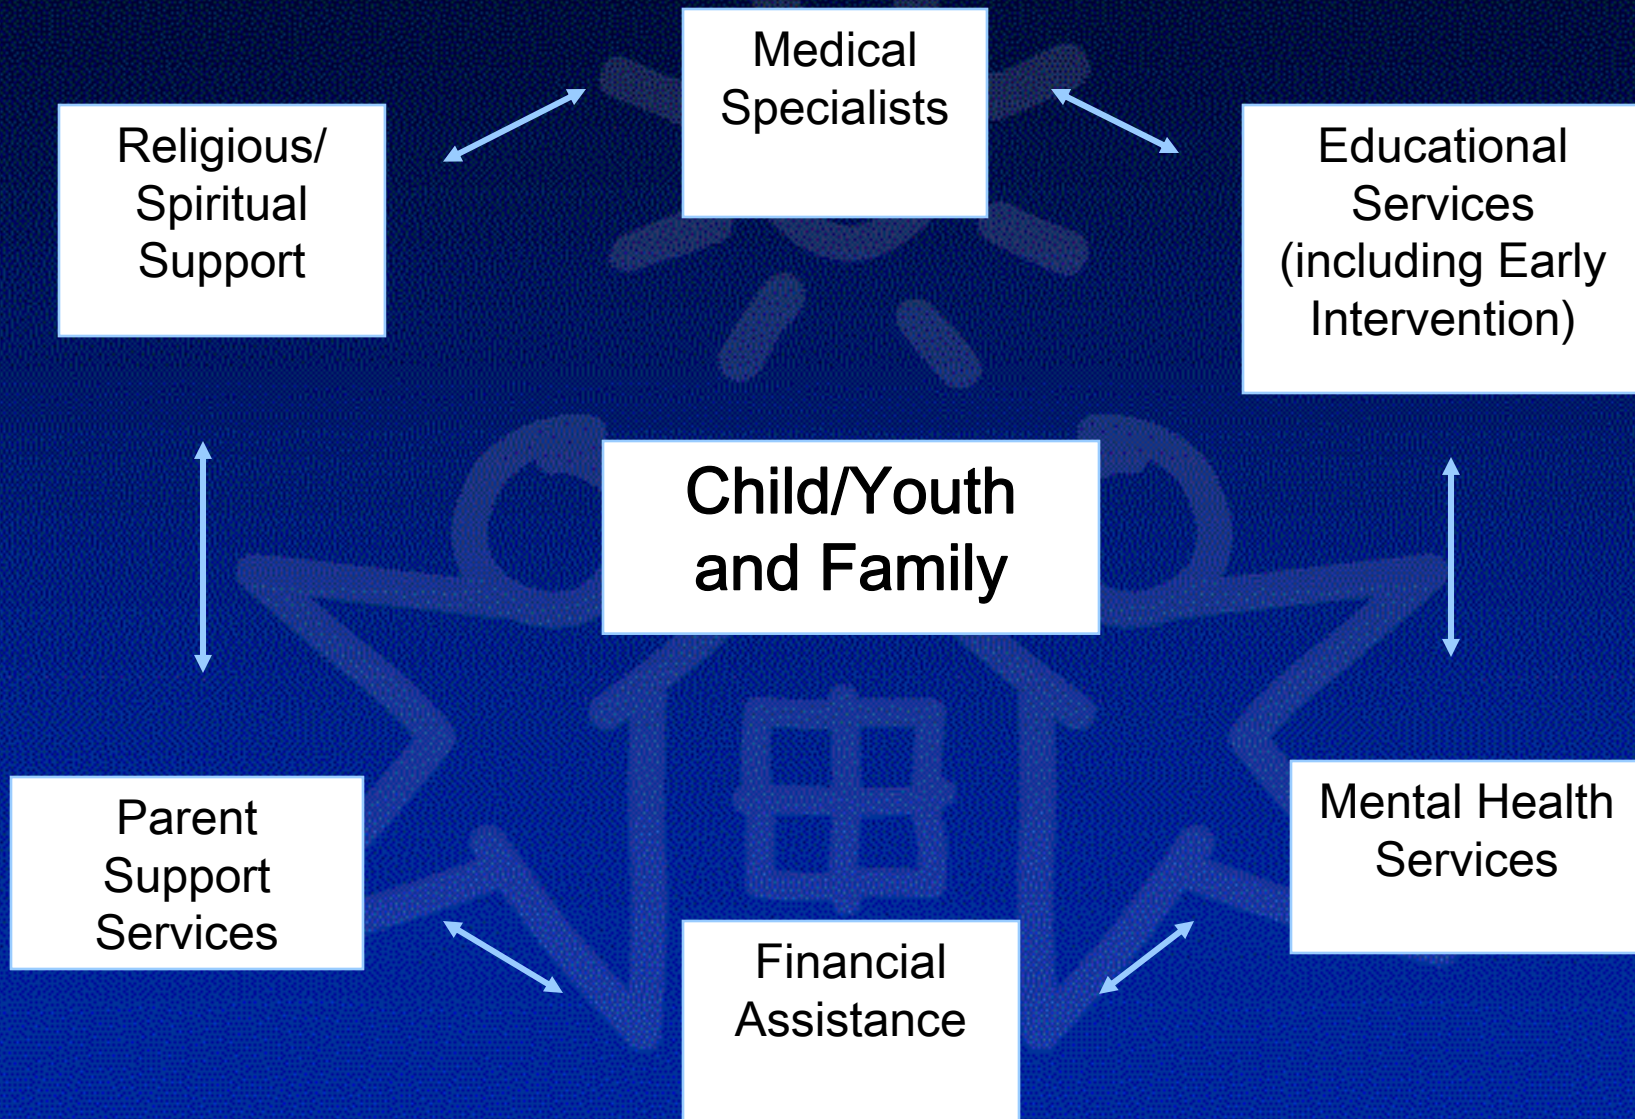 Medical
Specialists
Religious/
Spiritual
Support
Educational
Services
(including Early
Intervention)
Child/Youth
and Family
Parent
Support
Services
Mental Health
Services
Financial
Assistance